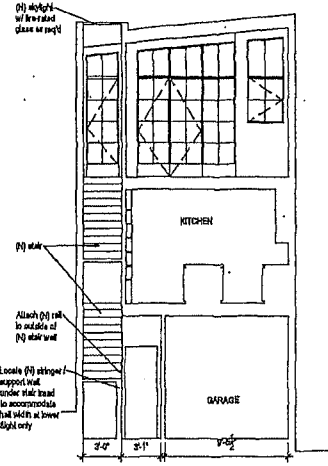 (N) skylight
w/ fire-rated
glass as req'd
KITCHEN
(N) stair
Attach (N) rail
to outside of
(N) stair wall
Locate (N) stringer/
support wall
under stair tread
to accommodate
hall width at lower
flight only
GARAGE
3'-0" 3'-1"